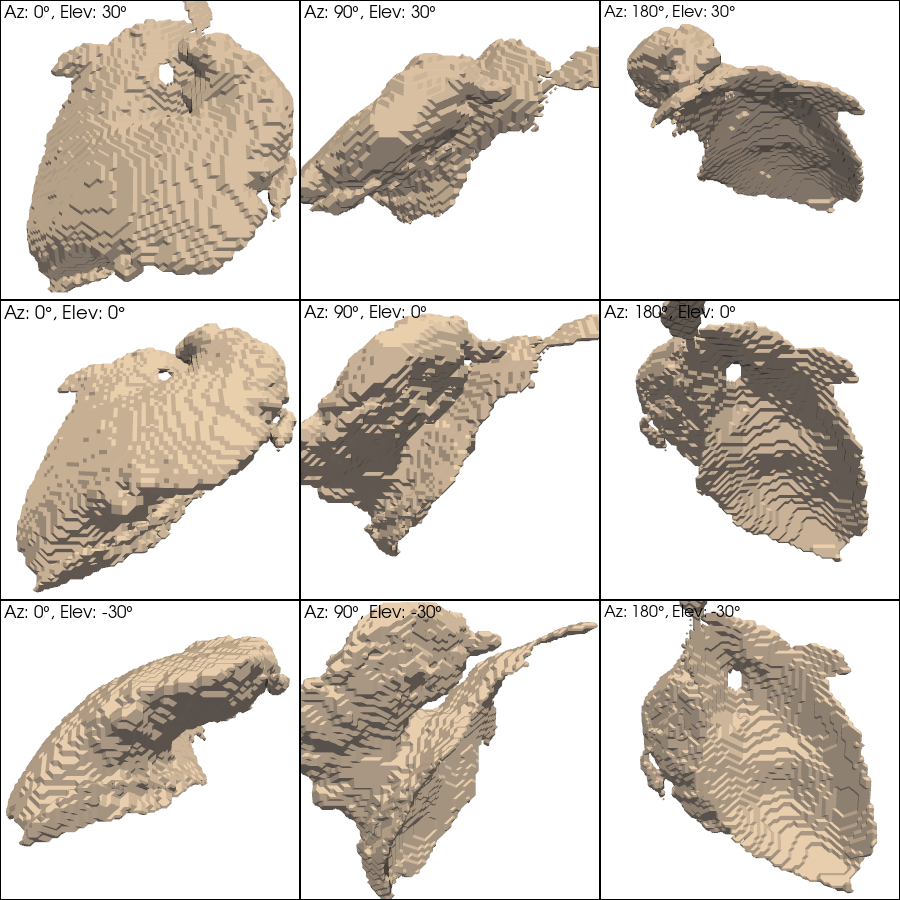 Az: 0°, Elev: 30°
Az: 90°, Elev: 30°
Az: 180°, Elev: 30°
Az: 0°, Elev: 0°
Az: 90°, Elev: 0°
Az: 180°, Elev: 0°
Az: 0°, Elev: -30°
Az: 90°, Elev: -30°
Az: 180°, Elev: -30°